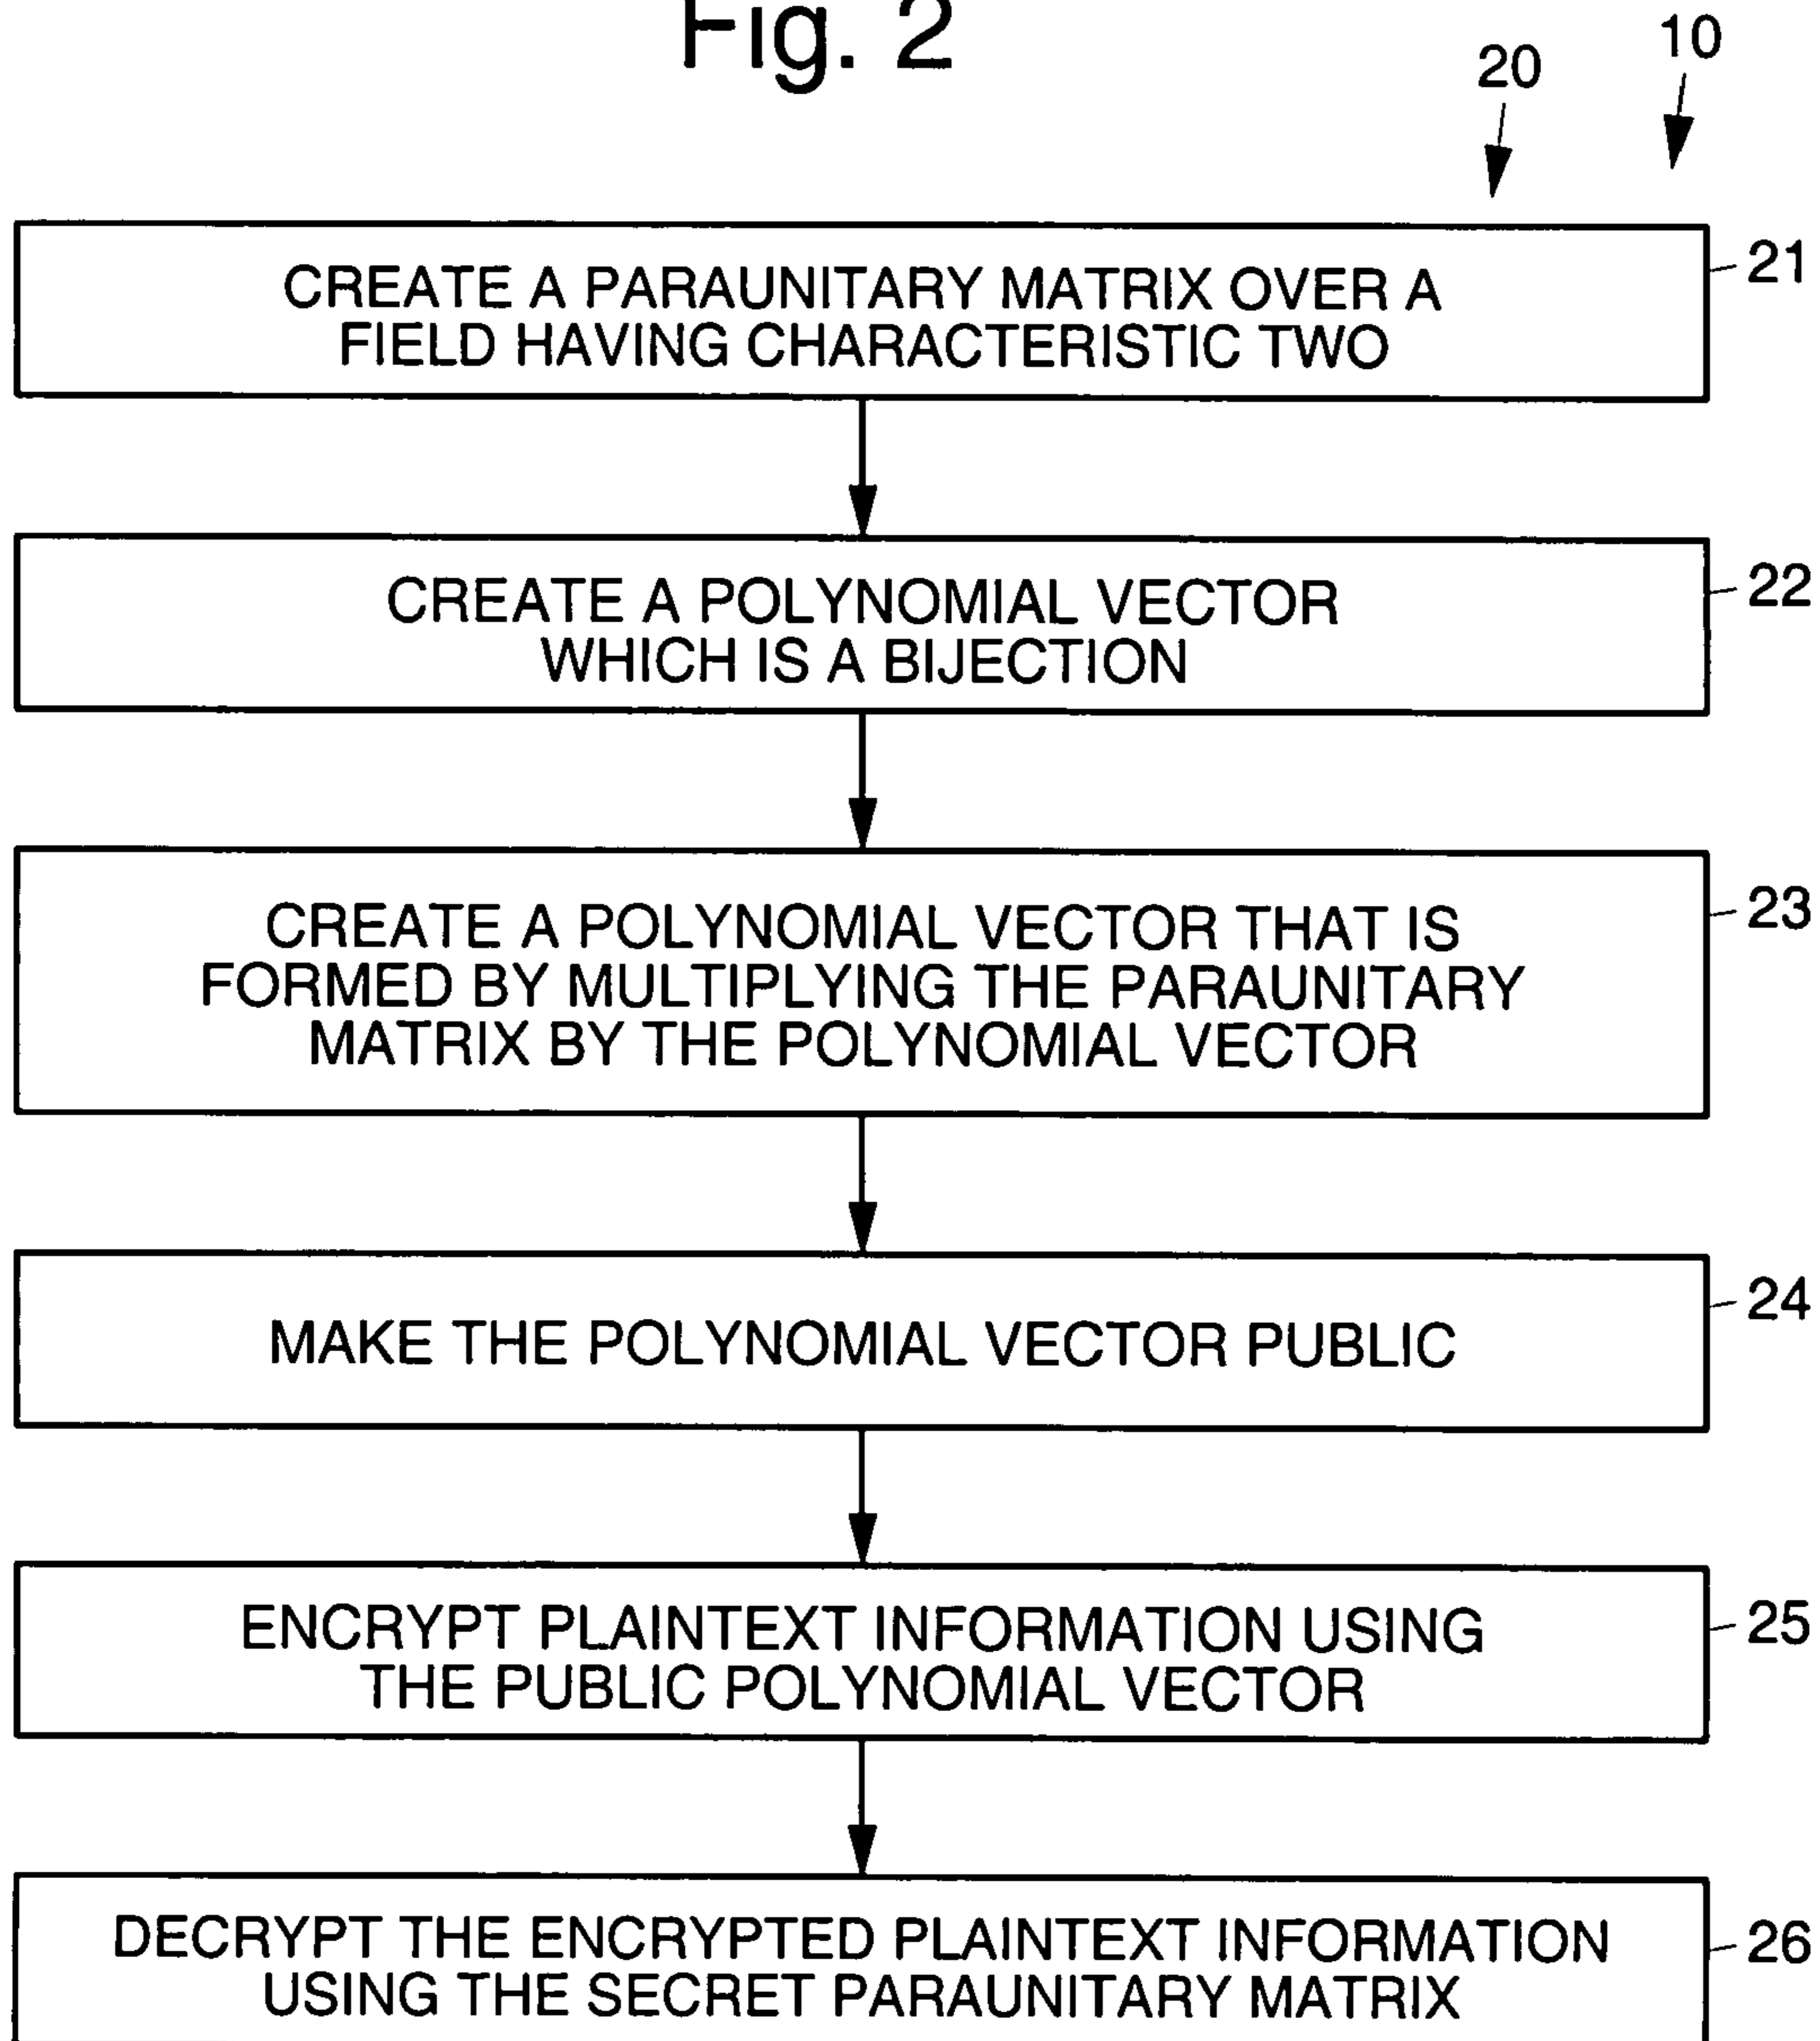 Fig. 2
10
20
CREATE A PARAUNITARY MATRIX OVER A
FIELD HAVING CHARACTERISTIC TWO
21
CREATE A POLYNOMIAL VECTOR
WHICH IS A BIJECTION
22
CREATE A POLYNOMIAL VECTOR THAT IS
FORMED BY MULTIPLYING THE PARAUNITARY
MATRIX BY THE POLYNOMIAL VECTOR
23
MAKE THE POLYNOMIAL VECTOR PUBLIC
24
ENCRYPT PLAINTEXT INFORMATION USING
THE PUBLIC POLYNOMIAL VECTOR
25
DECRYPT THE ENCRYPTED PLAINTEXT INFORMATION
USING THE SECRET PARAUNITARY MATRIX
26